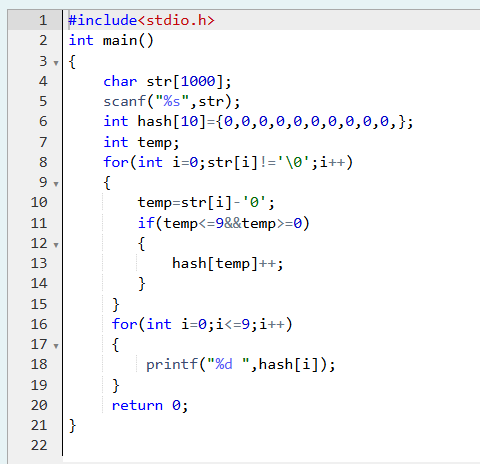 1 #include<stdio.h>
2 int main()
3 {
4     char str[1000];
5     scanf("%s",str);
6     int hash[10]={0,0,0,0,0,0,0,0,0,0,};
7     int temp;
8     for(int i=0;str[i]!='\0';i++)
9     {
10         temp=str[i]-'0';
11         if(temp<=9&&temp>=0)
12         {
13             hash[temp]++;
14         }
15      }
16      for(int i=0;i<=9;i++)
17      {
18          printf("%d ",hash[i]);
19      }
20      return 0;
21 }
22